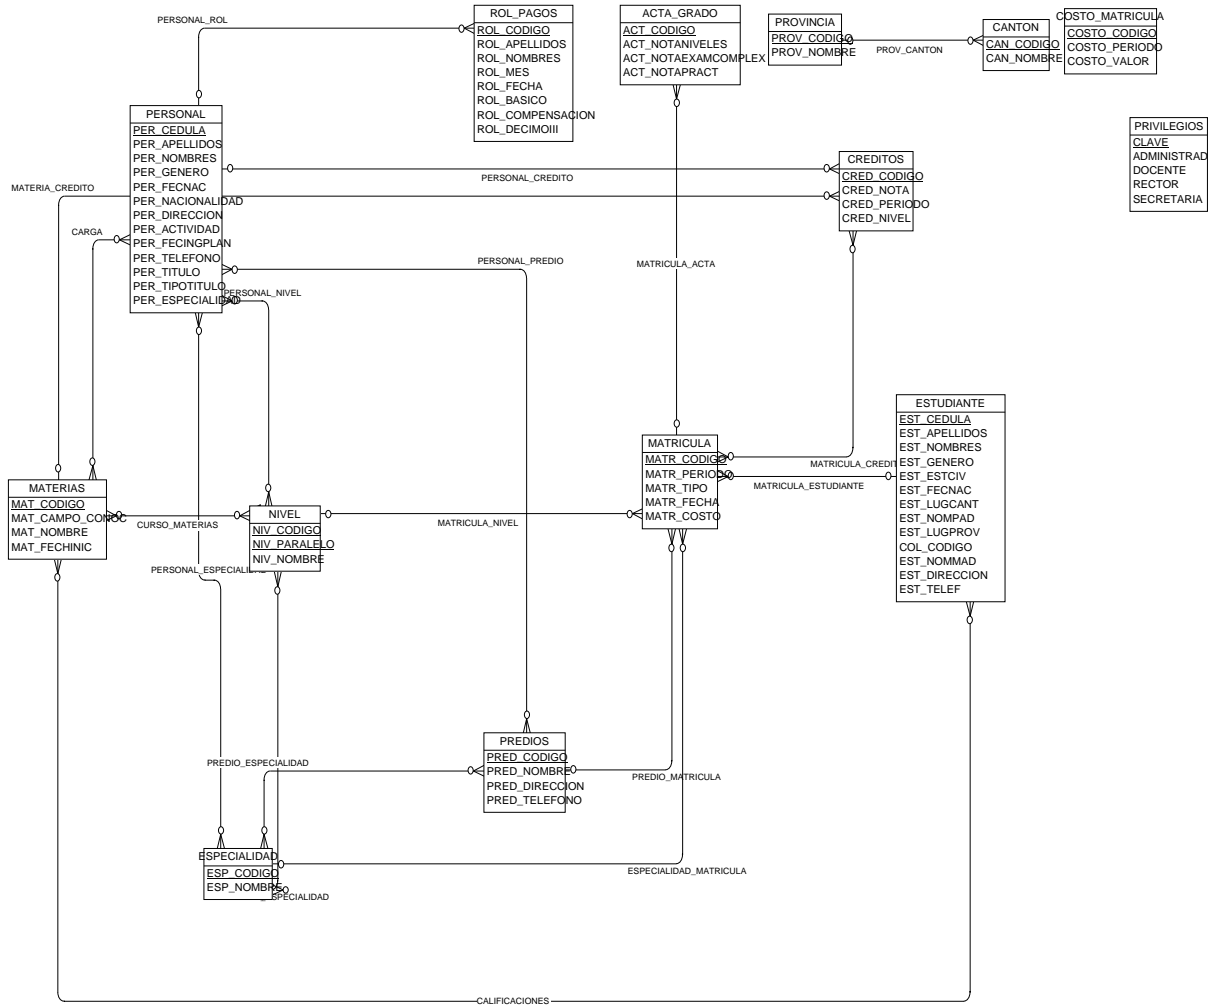 PERSONAL_ROL
ROL_PAGOS
ROL_CODIGO
ROL_APELLIDOS
ROL_NOMBRES
ROL_MES
ROL_FECHA
ROL_BASICO
ROL_COMPENSACION
ROL_DECIMOIII
ACTA_GRADO
ACT_CODIGO
ACT_NOTANIVELES
ACT_NOTAEXAMCOMPLEX
ACT_NOTAPRACT
PROVINCIA
PROV_CODIGO
PROV_NOMBRE
PROV_CANTON
CANTON
CAN_CODIGO
CAN_NOMBRE
COSTO_MATRICULA
COSTO_CODIGO
COSTO_PERIODO
COSTO_VALOR
PRIVILEGIOS
CLAVE
ADMINISTRAD
DOCENTE
RECTOR
SECRETARIA
PERSONAL
PER_CEDULA
PER_APELLIDOS
PER_NOMBRES
PER_GENERO
PER_FECNAC
PER_NACIONALIDAD
PER_DIRECCION
PER_ACTIVIDAD
PER_FECINGPLAN
PER_TELEFONO
PER_TITULO
PER_TIPOTITULO
PER_ESPECIALIDAD
MATERIA_CREDITO
CARGA
PERSONAL_CREDITO
CREDITOS
CRED_CODIGO
CRED_NOTA
CRED_PERIODO
CRED_NIVEL
PERSONAL_PREDIO
PERSONAL_NIVEL
MATRICULA_ACTA
ESTUDIANTE
EST_CEDULA
EST_APELLIDOS
EST_NOMBRES
EST_GENERO
EST_ESTCIV
EST_FECNAC
EST_LUGCANT
EST_NOMPAD
EST_LUGPROV
COL_CODIGO
EST_NOMMAD
EST_DIRECCION
EST_TELEF
MATRICULA
MATR_CODIGO
MATR_PERIODO
MATR_TIPO
MATR_FECHA
MATR_COSTO
MATRICULA_CREDIT
MATRICULA_ESTUDIANTE
MATERIAS
MAT_CODIGO
MAT_CAMPO_CONOC
MAT_NOMBRE
MAT_FECHINIC
CURSO_MATERIAS
NIVEL
NIV_CODIGO
NIV_PARALELO
NIV_NOMBRE
MATRICULA_NIVEL
PERSONAL_ESPECIALID
PREDIOS
PRED_CODIGO
PRED_NOMBRE
PRED_DIRECCION
PRED_TELEFONO
PREDIO_ESPECIALIDAD
PREDIO_MATRICULA
ESPECIALIDAD
ESP_CODIGO
ESP_NOMBRE
_ESPECIALIDAD
ESPECIALIDAD_MATRICULA
CALIFICACIONES